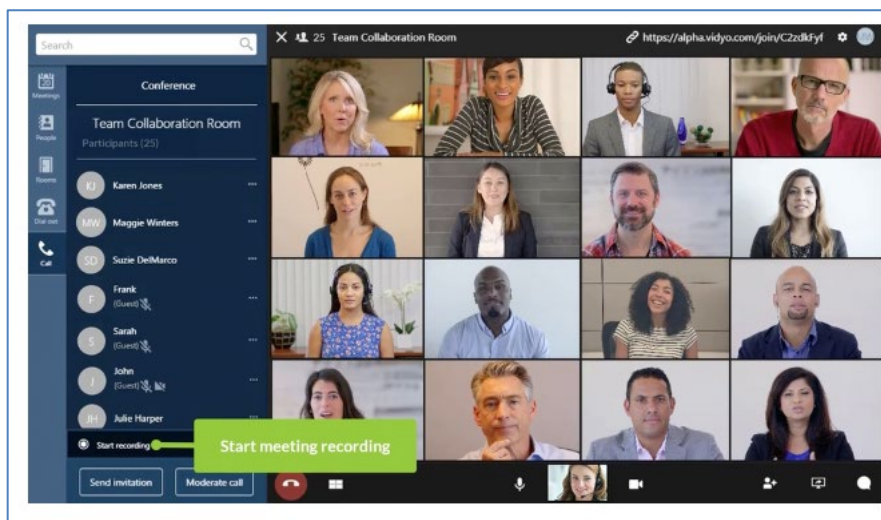 Search
25 Team Collaboration Room
https://alpha.vidyo.com/join/C2zdkFyf
JM
20
Meetings
People
Rooms
Dial out
Call
Conference
Team Collaboration Room
Participants (25)
KJ Karen Jones
MW Maggie Winters
SD Suzie DelMarco
F Frank
(Guest)
S Sarah
(Guest)
J John
(Guest)
JH Julie Harper
Start recording
Start meeting recording
Send invitation
Moderate call